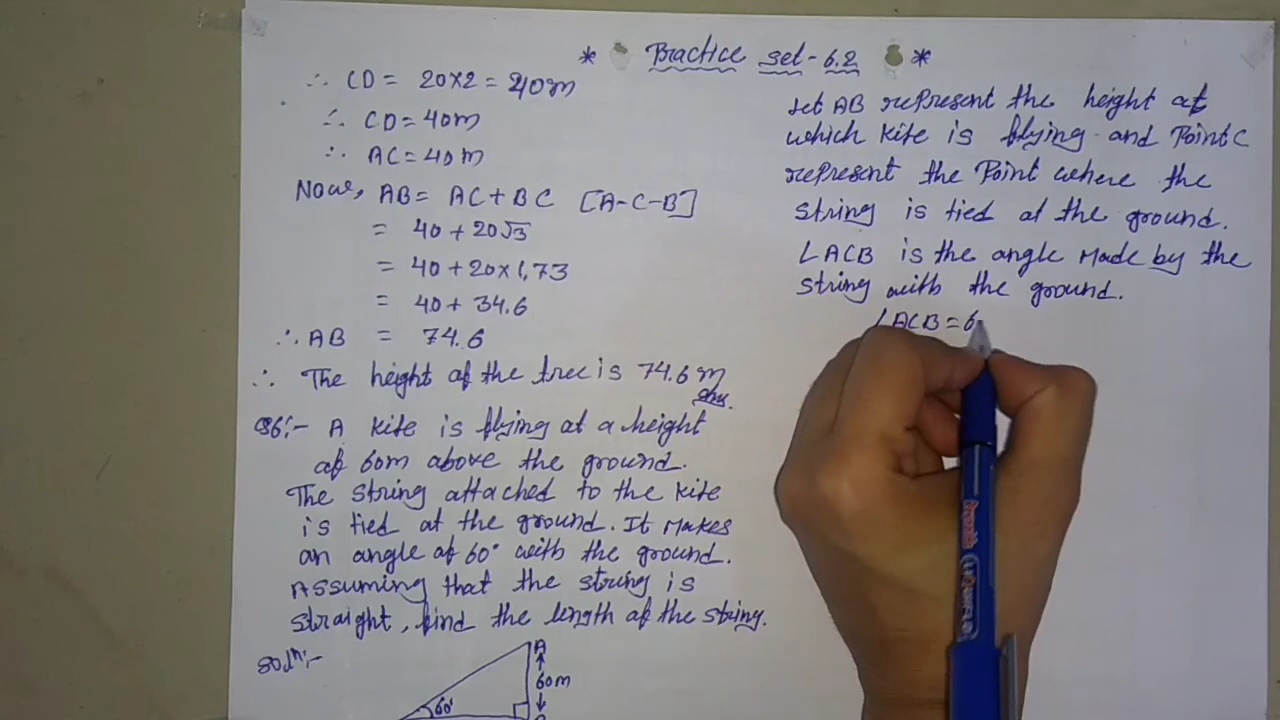 * Practice set-6.2 *
∴ CD = 20×2 = 40m
∴ CD = 40m
∴ AC = 40m
Now, AB = AC + BC [A-C-B]
= 40 + 20√3
= 40 + 20×1.73
= 40 + 34.6
∴ AB = 74.6
∴ The height of the tree is 74.6 m
Ans.
Q6:- A kite is flying at a height
of 60m above the ground.
The string attached to the kite
is tied at the ground. It makes
an angle of 60° with the ground.
Assuming that the string is
straight, find the length of the string.
Solⁿ:-
A
60m
60°
Let AB represent the height at
which kite is flying and Point C
represent the Point where the
string is tied at the ground.
∠ACB is the angle made by the
string with the ground.
∠ACB = 6